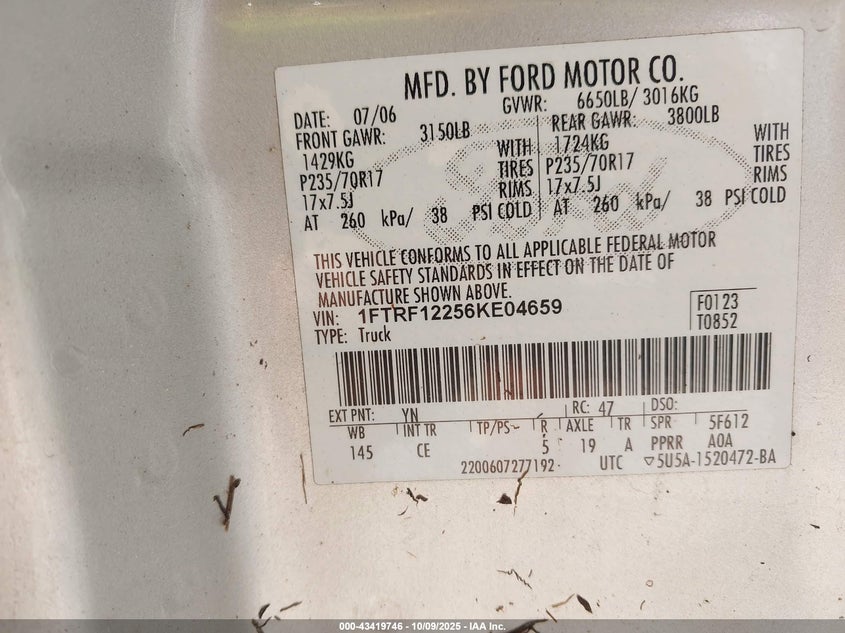 MFD. BY FORD MOTOR CO.
DATE: 07/06 GVWR: 6650LB/ 3016KG
FRONT GAWR: 3150LB REAR GAWR: 3800LB
1429KG WITH 1724KG WITH
P235/70R17 TIRES P235/70R17 TIRES
17x7.5J RIMS 17x7.5J RIMS
AT 260 kPa/ 38 PSI COLD AT 260 kPa/ 38 PSI COLD
THIS VEHICLE CONFORMS TO ALL APPLICABLE FEDERAL MOTOR
VEHICLE SAFETY STANDARDS IN EFFECT ON THE DATE OF
MANUFACTURE SHOWN ABOVE.
VIN: 1FTRF12256KE04659 F0123
TYPE: Truck T0852
EXT PNT: YN RC: 47 DSO:
WB INT TR TP/PS R AXLE TR SPR 5F612
145 CE 5 19 A PPRR A0A
2200607277192 UTC ▽5U5A-1520472-BA
000-43419746 - 10/09/2025 - IAA Inc.